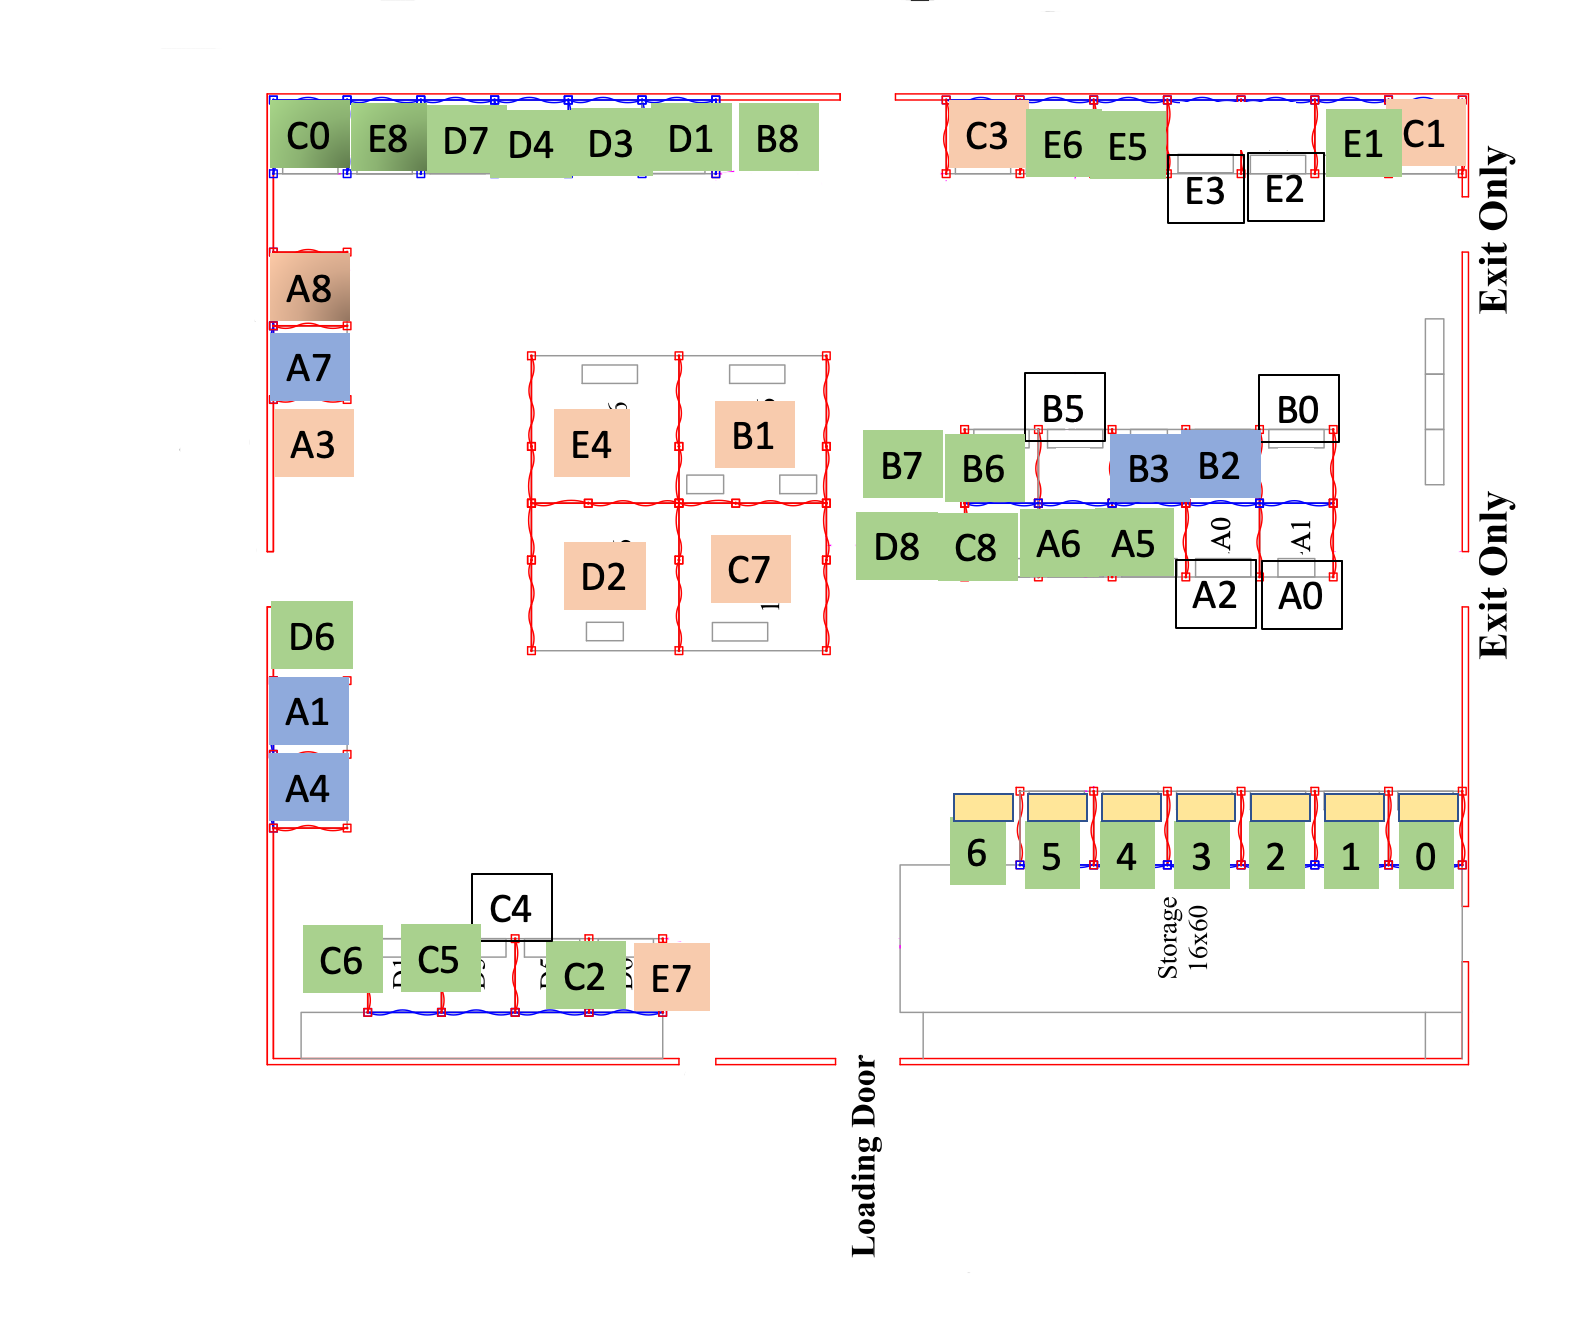 C0 E8 D7 D4 D3 D1 B8
C3 E6 E5 E3 E2 E1 C1
Exit Only
A8
A7
A3
E4 B1
D2 C7
B5 B0
B7 B6 B3 B2
D8 C8 A6 A5 A0 A1
A2 A0
Exit Only
D6
A1
A4
6 5 4 3 2 1 0
Storage
16x60
C4
C6 C5 C2 E7
Loading Door